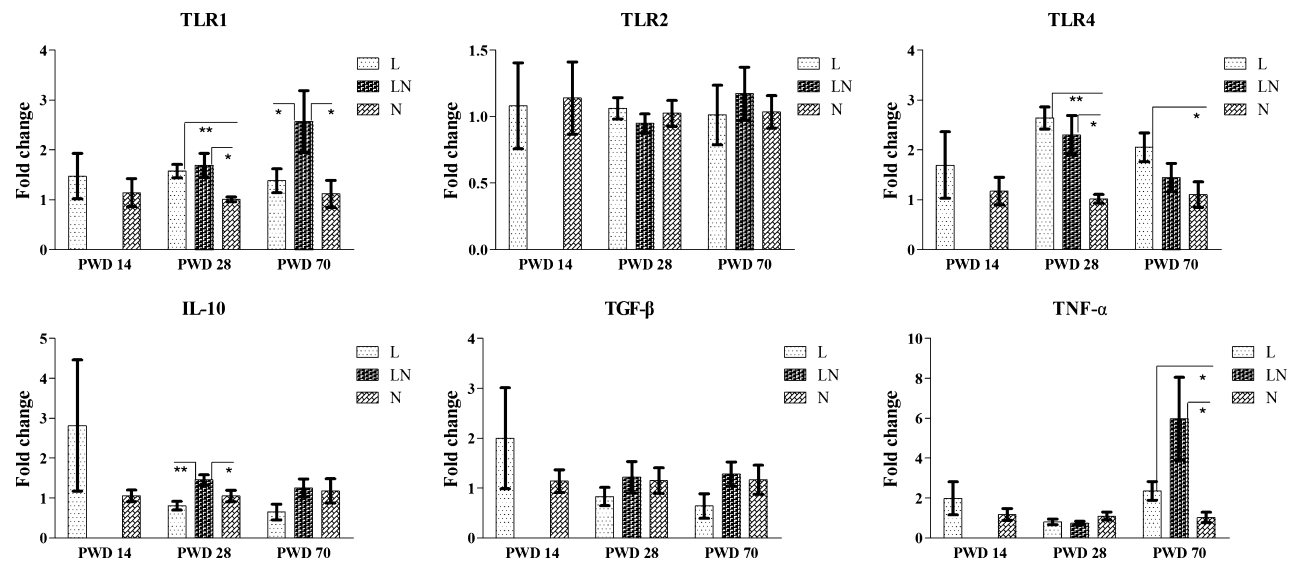 TLR1
Fold change
4
3
2
1
0
** 
*
*
*
PWD 14 PWD 28 PWD 70
L
LN
N
TLR2
Fold change
1.5
1.0
0.5
0.0
PWD 14 PWD 28 PWD 70
L
LN
N
TLR4
Fold change
4
3
2
1
0
**
*
*
PWD 14 PWD 28 PWD 70
L
LN
N
IL-10
Fold change
5
4
3
2
1
0
**
*
PWD 14 PWD 28 PWD 70
L
LN
N
TGF-β
Fold change
4
3
2
1
0
PWD 14 PWD 28 PWD 70
L
LN
N
TNF-α
Fold change
10
8
6
4
2
0
*
*
PWD 14 PWD 28 PWD 70
L
LN
N